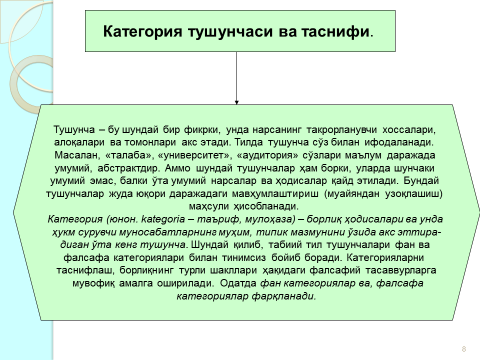 Категория тушунчаси ва таснифи.
Тушунча – бу шундай бир фикрки, унда нарсанинг такрорланувчи хоссалари,
алоқалари ва томонлари акс этади. Тилда тушунча сўз билан ифодаланади.
Масалан, «талаба», «университет», «аудитория» сўзлари маълум даражада
умумий, абстрактдир. Аммо шундай тушунчалар ҳам борки, уларда шунчаки
умумий эмас, балки ўта умумий нарсалар ва ҳодисалар қайд этилади. Бундай
тушунчалар жуда юқори даражадаги мавҳумлаштириш (муайяндан узоқлашиш)
маҳсули ҳисобланади.
Категория (юнон. kategoria – таъриф, мулоҳаза) – борлиқ ҳодисалари ва унда
ҳукм сурувчи муносабатларнинг муҳим, типик мазмунини ўзида акс эттира-
диган ўта кенг тушунча. Шундай қилиб, табиий тил тушунчалари фан ва
фалсафа категориялари билан тинимсиз бойиб боради. Категорияларни
таснифлаш, борлиқнинг турли шакллари ҳақидаги фалсафий тасаввурларга
мувофиқ амалга оширилади. Одатда фан категориялар ва, фалсафа
категориялар фарқланади.
6